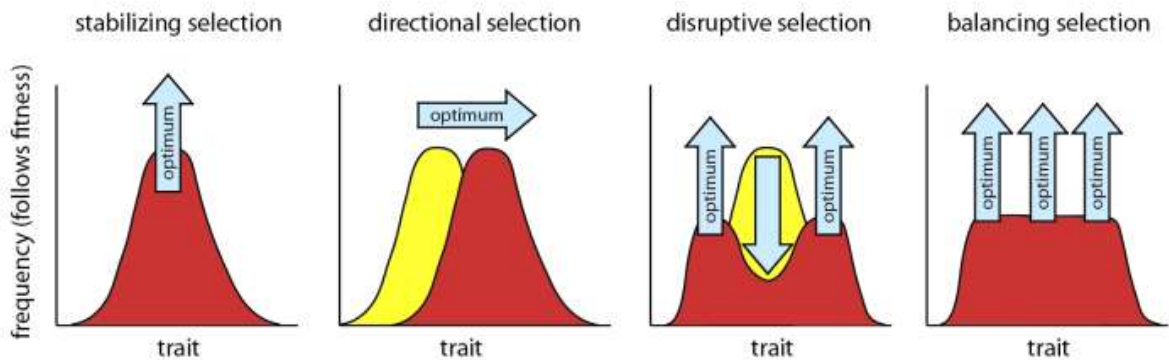 stabilizing selection
directional selection
disruptive selection
balancing selection
frequency (follows fitness)
optimum
optimum
optimum
optimum
optimum
optimum
optimum
trait
trait
trait
trait